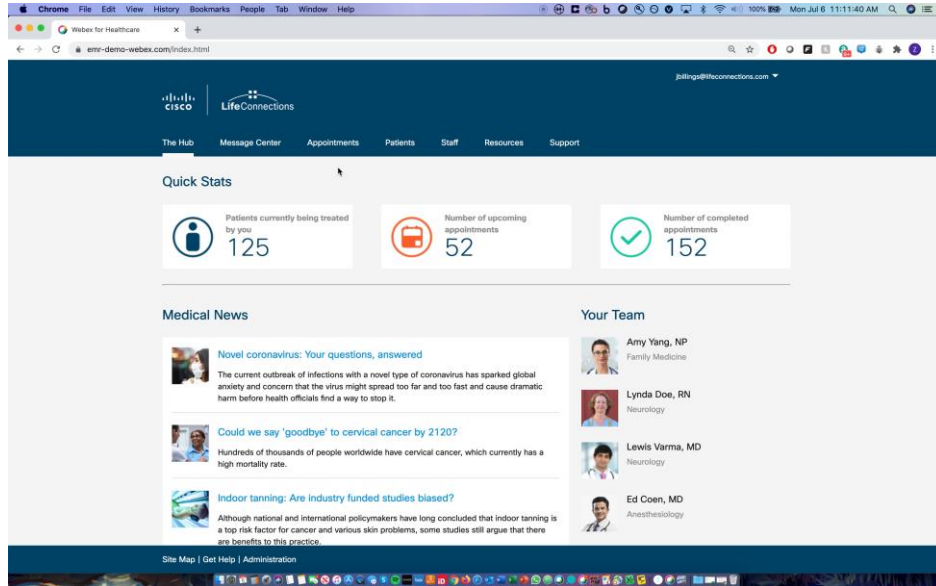 Chrome File Edit View History Bookmarks People Tab Window Help
100% Mon Jul 6 11:11:40 AM
Webex for Healthcare
emr-demo-webex.com/index.html
jbillings@lifeconnections.com
CISCO
LifeConnections
The Hub Message Center Appointments Patients Staff Resources Support
Quick Stats
Patients currently being treated
by you
125
Number of upcoming
appointments
52
Number of completed
appointments
152
Medical News
Novel coronavirus: Your questions, answered
The current outbreak of infections with a novel type of coronavirus has sparked global
anxiety and concern that the virus might spread too far and too fast and cause dramatic
harm before health officials find a way to stop it.
Could we say 'goodbye' to cervical cancer by 2120?
Hundreds of thousands of people worldwide have cervical cancer, which currently has a
high mortality rate.
Indoor tanning: Are industry funded studies biased?
Although national and international policymakers have long concluded that indoor tanning is
a top risk factor for cancer and various skin problems, some studies still argue that there
are benefits to this practice.
Your Team
Amy Yang, NP
Family Medicine
Lynda Doe, RN
Neurology
Lewis Varma, MD
Neurology
Ed Coen, MD
Anesthesiology
Site Map | Get Help | Administration